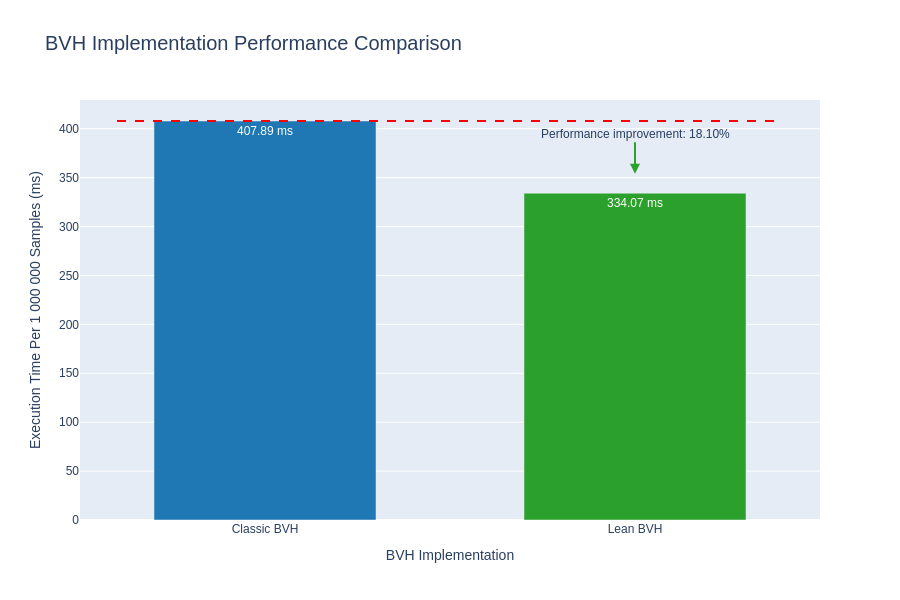 BVH Implementation Performance Comparison
Execution Time Per 1 000 000 Samples (ms)
400
350
300
250
200
150
100
50
0
407.89 ms
Performance improvement: 18.10%
334.07 ms
Classic BVH
Lean BVH
BVH Implementation